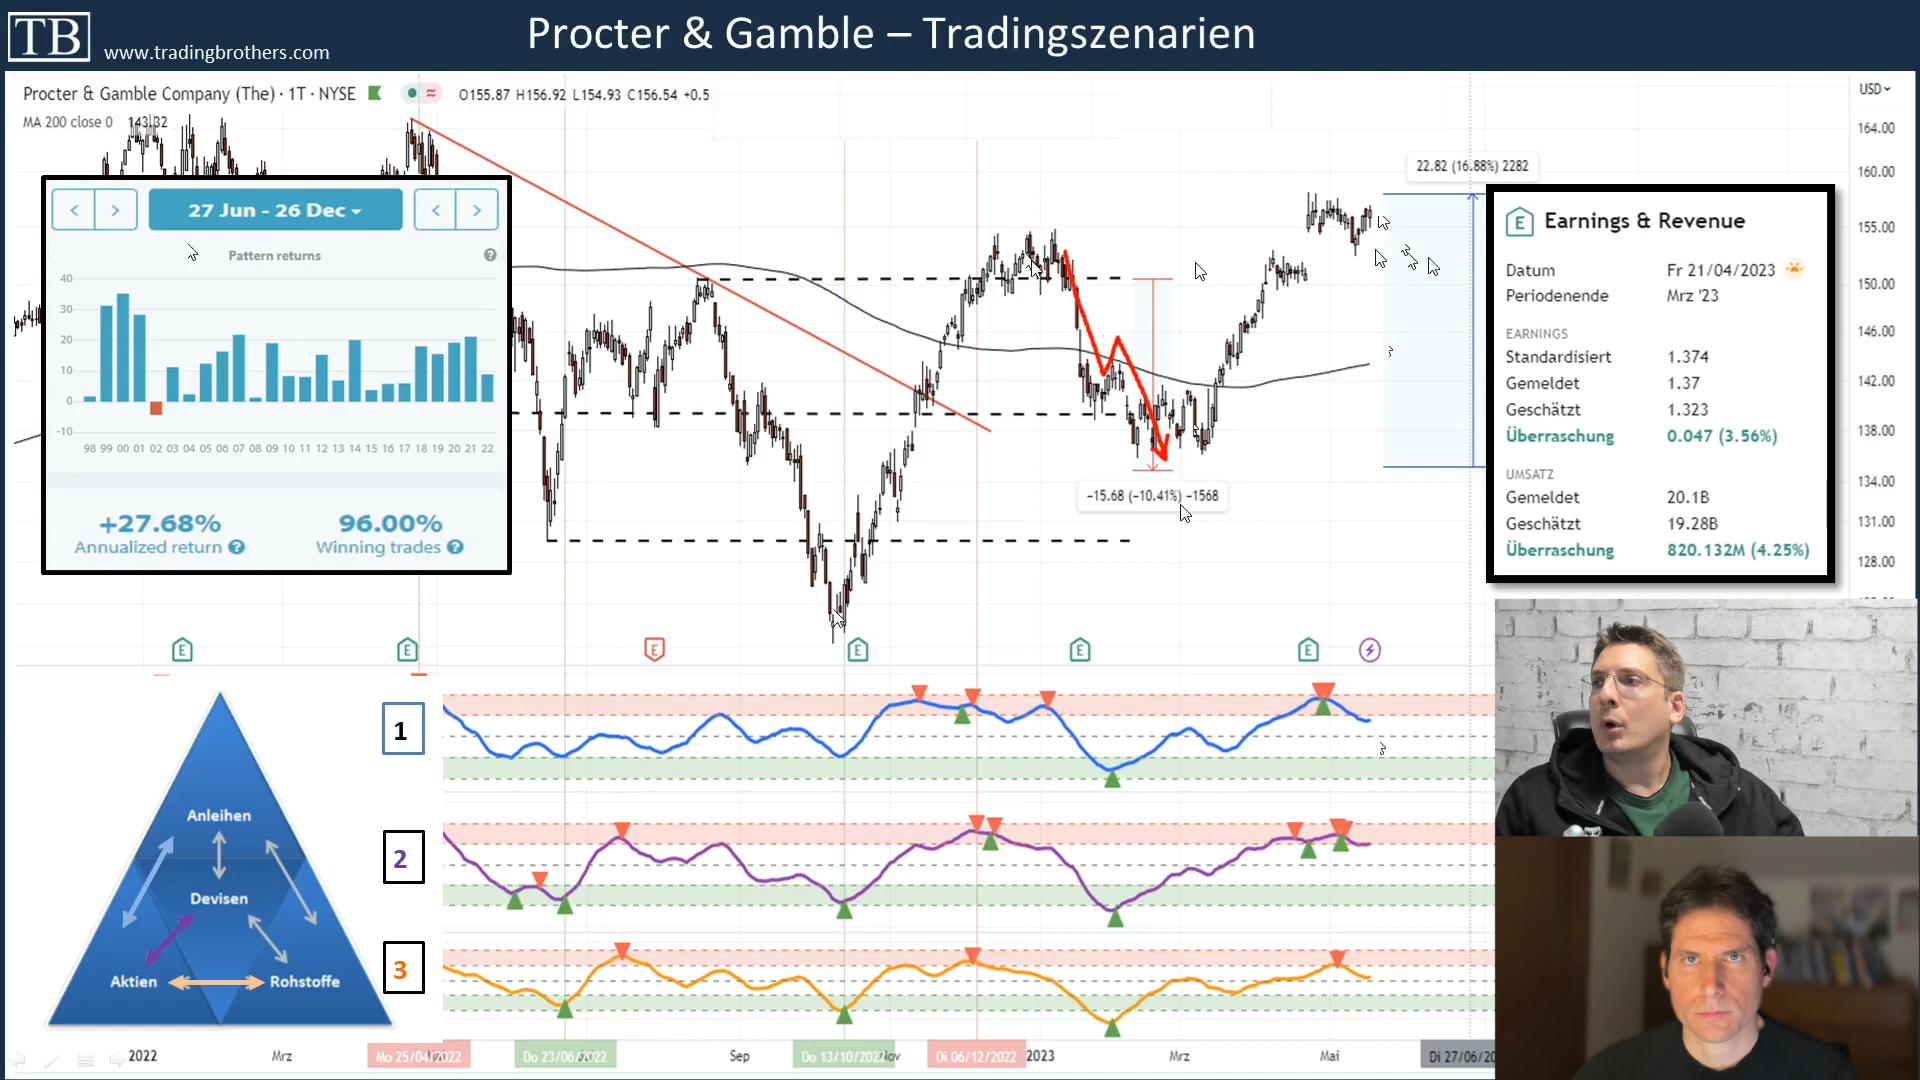 TB www.tradingbrothers.com
Procter & Gamble – Tradingszenarien
Procter & Gamble Company (The) · 1T · NYSE O155.87 H156.92 L154.93 C156.54 +0.5
MA 200 close 0 143.32
USD
164.00
160.00
155.00
150.00
146.00
142.00
138.00
134.00
131.00
128.00
22.82 (16.88%) 2282
−15.68 (−10.41%) −1568
27 Jun - 26 Dec
Pattern returns
40
30
20
10
0
-10
98 99 00 01 02 03 04 05 06 07 08 09 10 11 12 13 14 15 16 17 18 19 20 21 22
+27.68% 96.00%
Annualized return Winning trades
E Earnings & Revenue
Datum Fr 21/04/2023
Periodenende Mrz '23
EARNINGS
Standardisiert 1.374
Gemeldet 1.37
Geschätzt 1.323
Überraschung 0.047 (3.56%)
UMSATZ
Gemeldet 20.1B
Geschätzt 19.28B
Überraschung 820.132M (4.25%)
E E E E E E
1
2
3
Anleihen
Devisen
Aktien Rohstoffe
2022 Mrz Mo 25/04/2022 Do 23/06/2022 Sep Do 13/10/2022 Nov Di 06/12/2022 2023 Mrz Mai Di 27/06/20